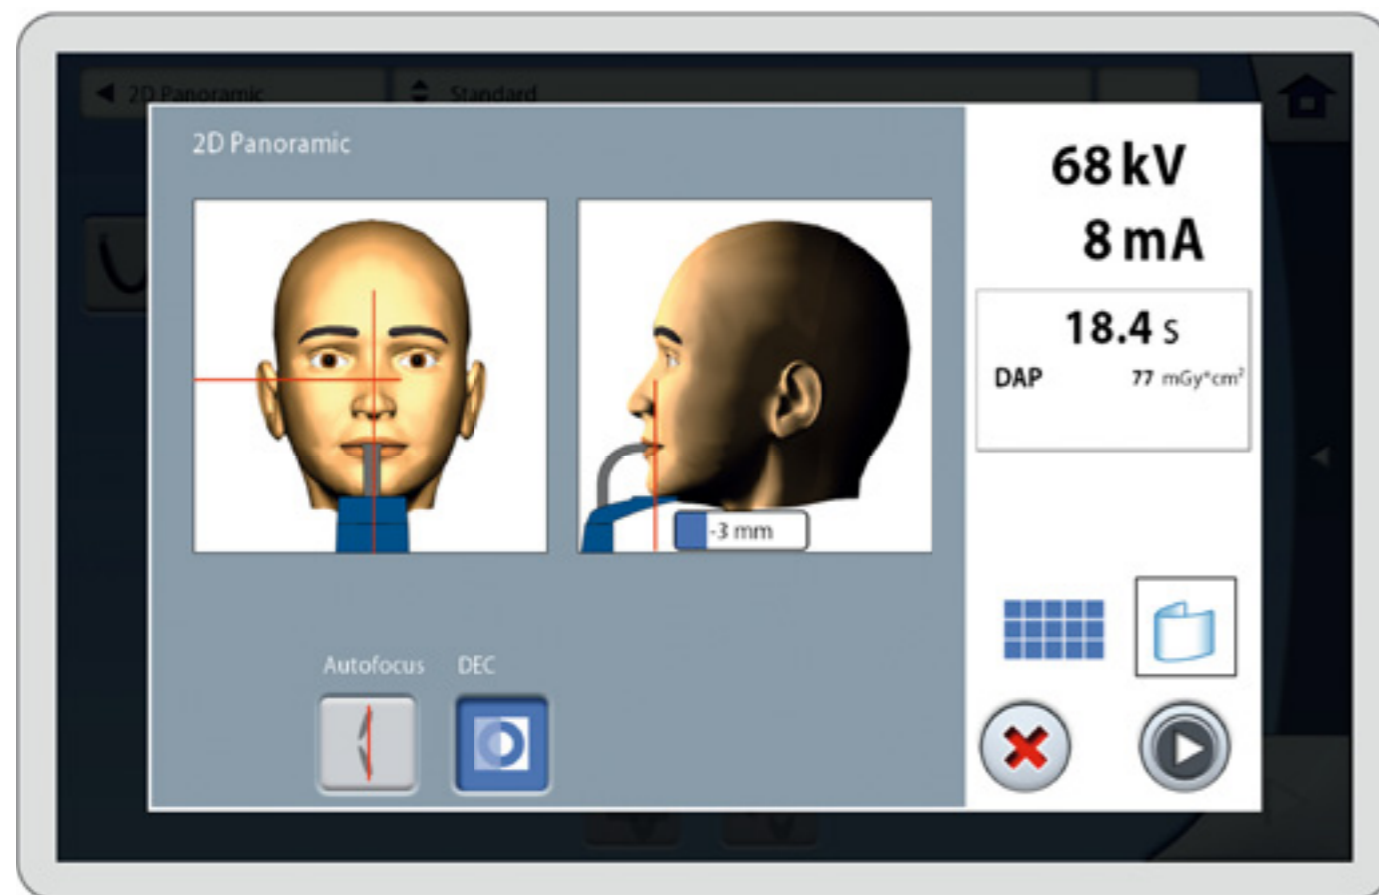 2D Panoramic
Standard
2D Panoramic
68 kV
8 mA
18.4 s
DAP 77 mGy*cm²
-3 mm
Autofocus DEC